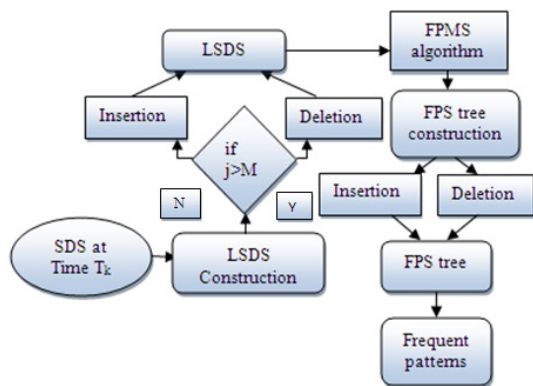 LSDS
FPMS
algorithm
Insertion
Deletion
if
j>M
FPS tree
construction
N
Y
Insertion
Deletion
SDS at
Time Tk
LSDS
Construction
FPS tree
Frequent
patterns